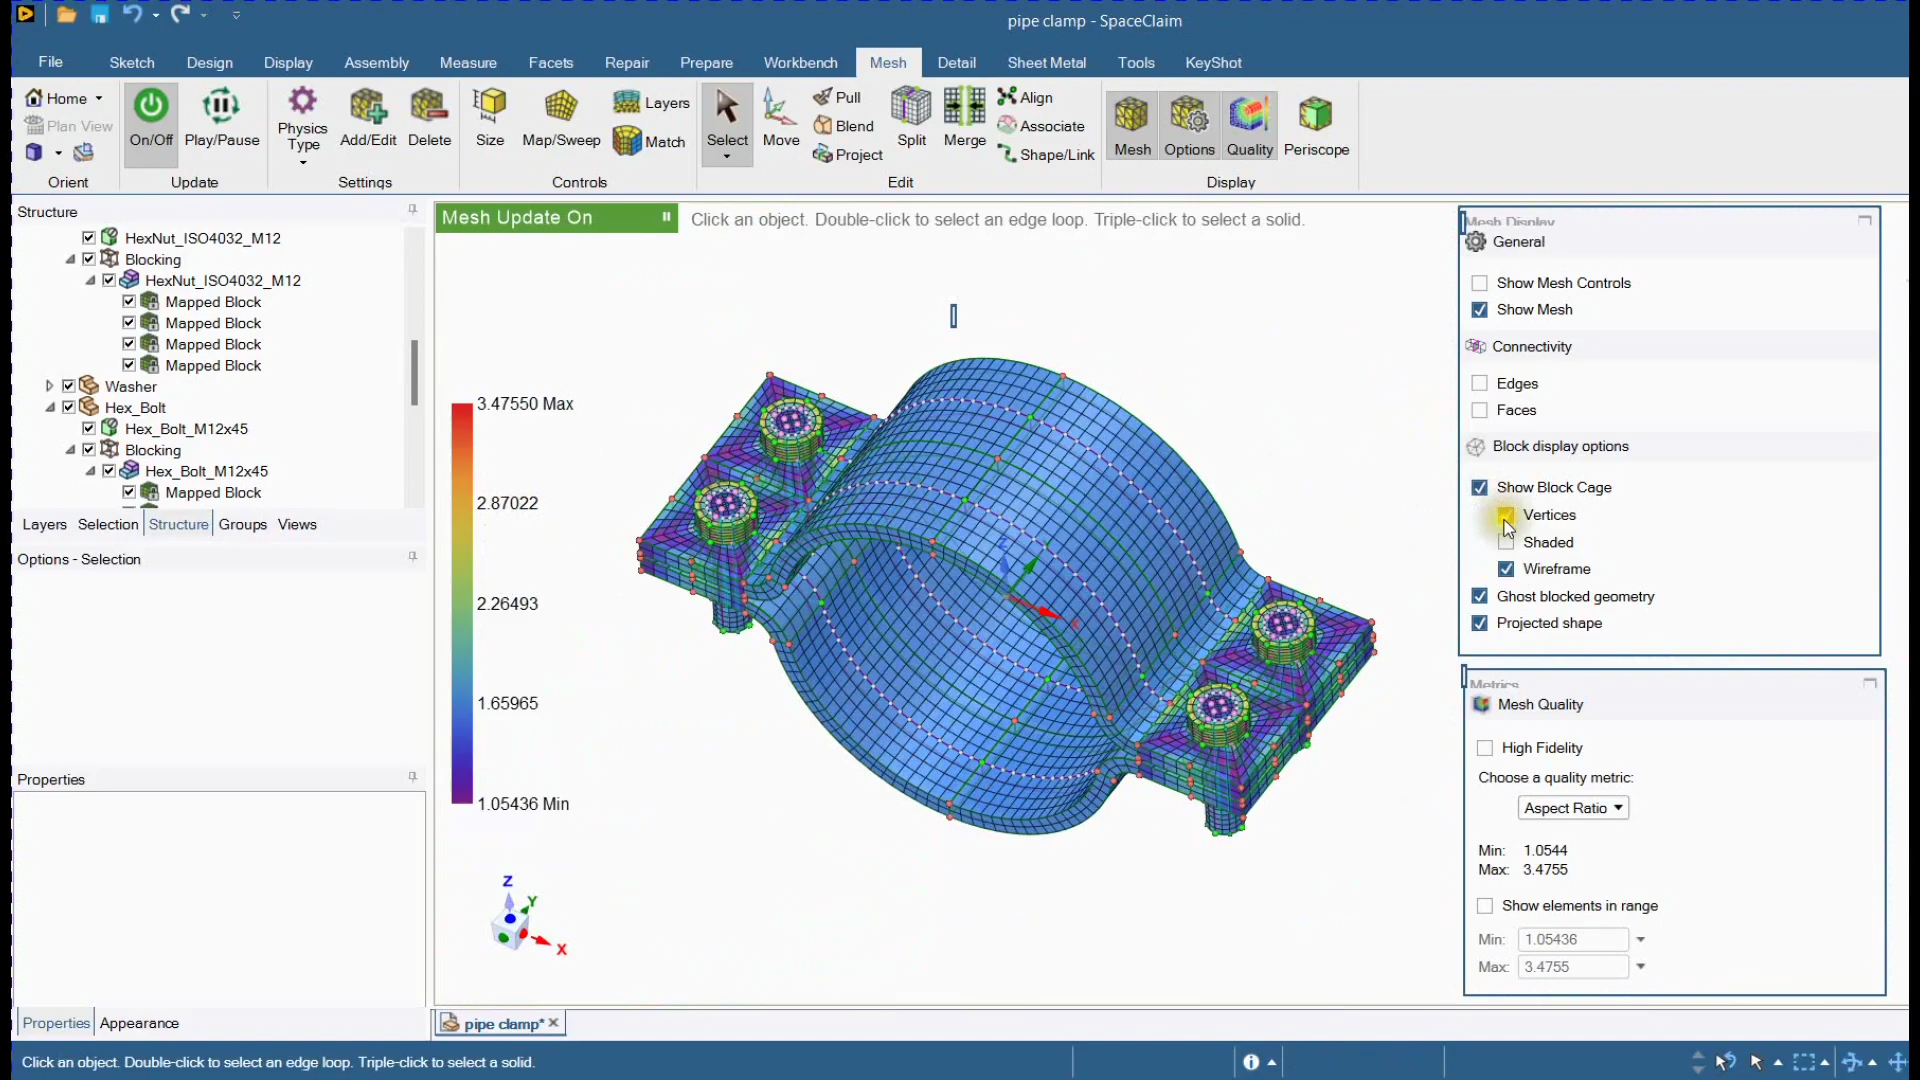 pipe clamp - SpaceClaim
File Sketch Design Display Assembly Measure Facets Repair Prepare Workbench Mesh Detail Sheet Metal Tools KeyShot
Home
Plan View
On/Off
Play/Pause
Physics Type
Add/Edit
Delete
Size
Map/Sweep
Layers
Match
Select
Move
Pull
Blend
Project
Split
Merge
Align
Associate
Shape/Link
Mesh
Options
Quality
Periscope
Orient
Update
Settings
Controls
Edit
Display
Structure
HexNut_ISO4032_M12
Blocking
HexNut_ISO4032_M12
Mapped Block
Mapped Block
Mapped Block
Mapped Block
Washer
Hex_Bolt
Hex_Bolt_M12x45
Blocking
Hex_Bolt_M12x45
Mapped Block
Layers Selection Structure Groups Views
Options - Selection
Properties
Properties Appearance
Mesh Update On
Click an object. Double-click to select an edge loop. Triple-click to select a solid.
3.47550 Max
2.87022
2.26493
1.65965
1.05436 Min
Z
X
Z
Y
X
Mesh Display
General
Show Mesh Controls
Show Mesh
Connectivity
Edges
Faces
Block display options
Show Block Cage
Vertices
Shaded
Wireframe
Ghost blocked geometry
Projected shape
Metrics
Mesh Quality
High Fidelity
Choose a quality metric:
Aspect Ratio
Min: 1.0544
Max: 3.4755
Show elements in range
Min: 1.05436
Max: 3.4755
pipe clamp*
Click an object. Double-click to select an edge loop. Triple-click to select a solid.